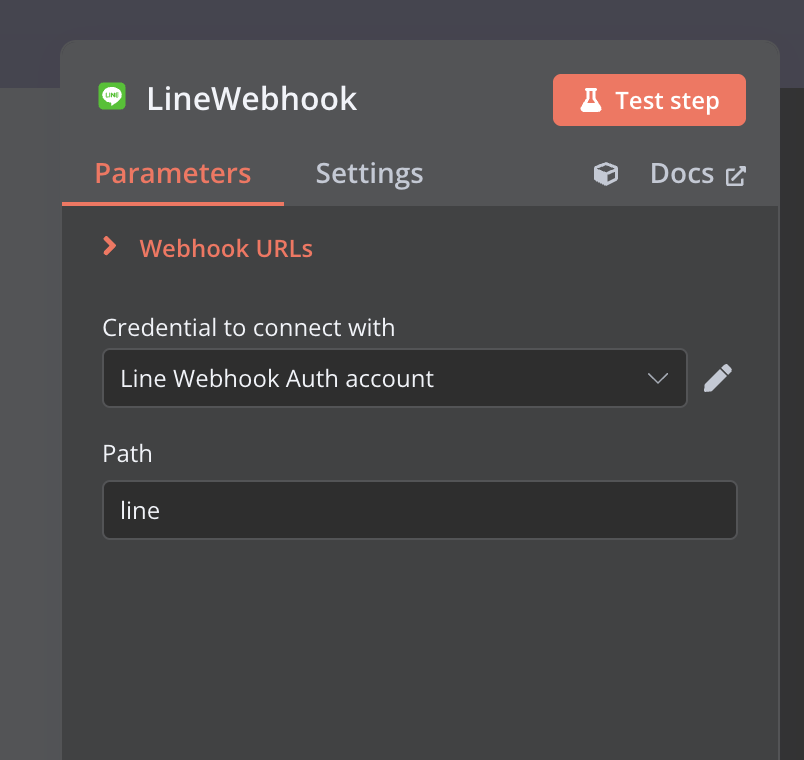 LINE
LineWebhook
Test step
Parameters
Settings
Docs
Webhook URLs
Credential to connect with
Line Webhook Auth account
Path
line